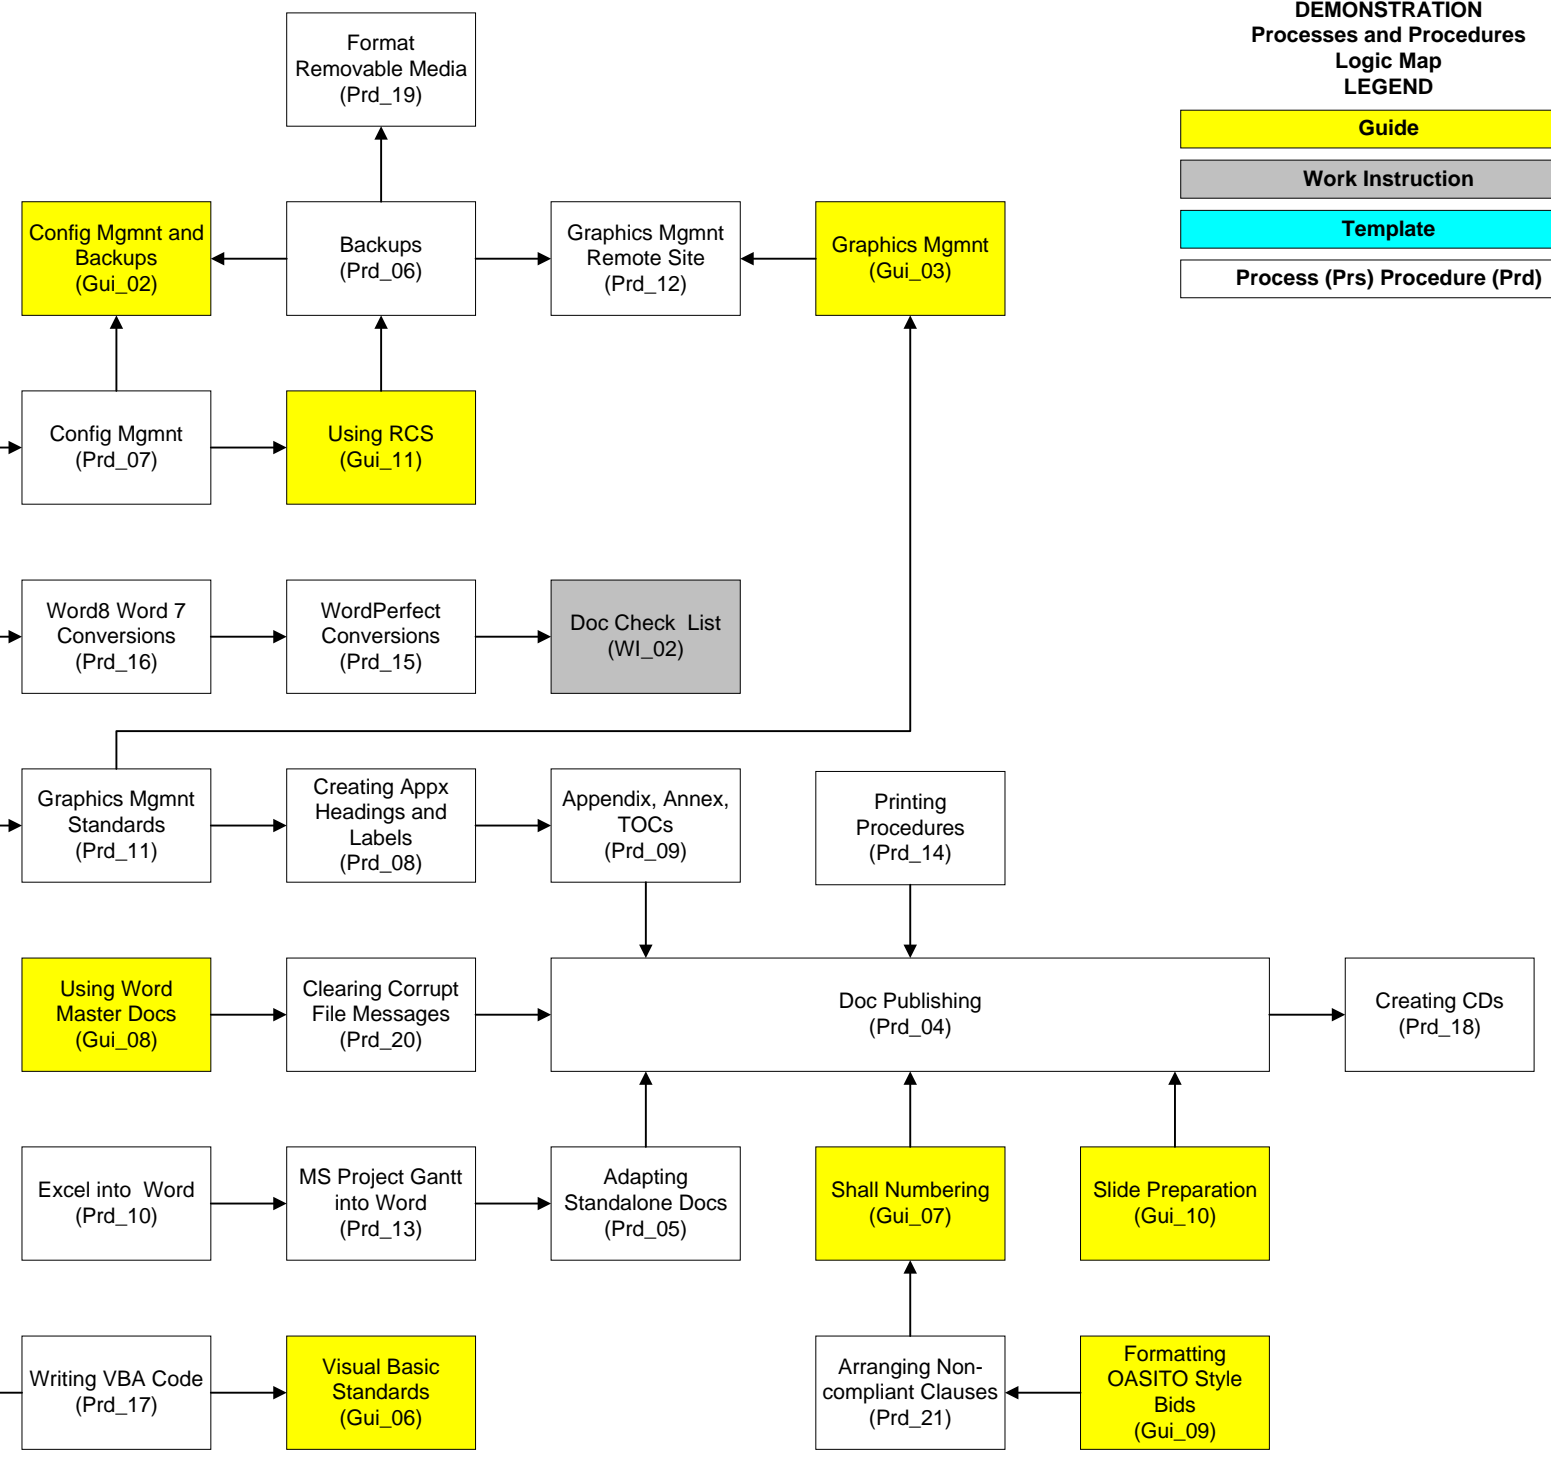 DEMONSTRATION
Processes and Procedures
Logic Map
LEGEND
Guide
Work Instruction
Template
Process (Prs) Procedure (Prd)
Format
Removable Media
(Prd_19)
Config Mgmnt and
Backups
(Gui_02)
Backups
(Prd_06)
Graphics Mgmnt
Remote Site
(Prd_12)
Graphics Mgmnt
(Gui_03)
Config Mgmnt
(Prd_07)
Using RCS
(Gui_11)
Word8 Word 7
Conversions
(Prd_16)
WordPerfect
Conversions
(Prd_15)
Doc Check  List
(WI_02)
Graphics Mgmnt
Standards
(Prd_11)
Creating Appx
Headings and
Labels
(Prd_08)
Appendix, Annex,
TOCs
(Prd_09)
Printing
Procedures
(Prd_14)
Using Word
Master Docs
(Gui_08)
Clearing Corrupt
File Messages
(Prd_20)
Doc Publishing
(Prd_04)
Creating CDs
(Prd_18)
Excel into  Word
(Prd_10)
MS Project Gantt
into Word
(Prd_13)
Adapting
Standalone Docs
(Prd_05)
Shall Numbering
(Gui_07)
Slide Preparation
(Gui_10)
Writing VBA Code
(Prd_17)
Visual Basic
Standards
(Gui_06)
Arranging Non-
compliant Clauses
(Prd_21)
Formatting
OASITO Style
Bids
(Gui_09)